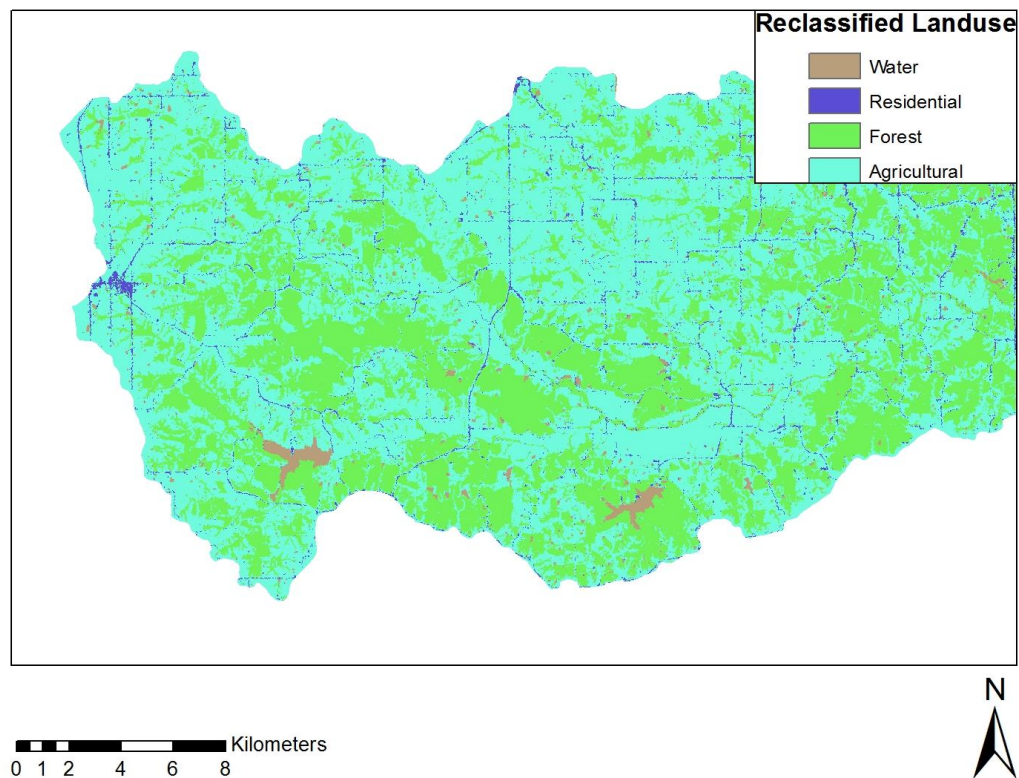 Reclassified Landuse
Water
Residential
Forest
Agricultural
N
Kilometers
0 1 2 4 6 8